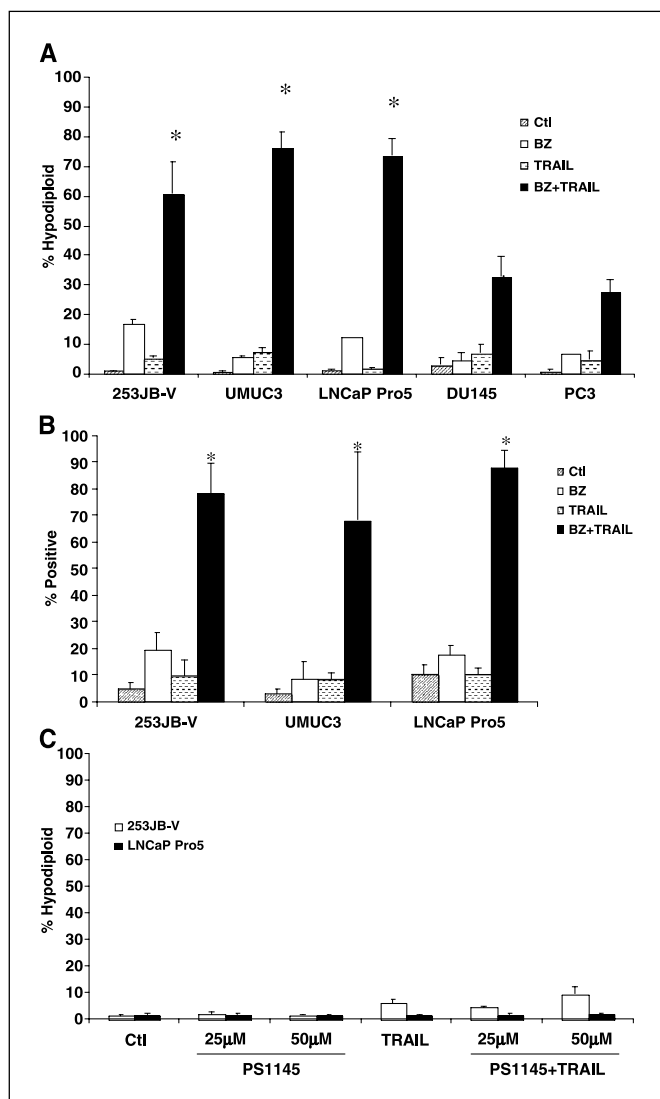 A
100
90
80
70
60
50
40
30
20
10
0
% Hypodiploid
* * *
Ctl
BZ
TRAIL
BZ+TRAIL
253JB-V UMUC3 LNCaP Pro5 DU145 PC3
B
100
90
80
70
60
50
40
30
20
10
0
% Positive
* * *
Ctl
BZ
TRAIL
BZ+TRAIL
253JB-V UMUC3 LNCaP Pro5
C
100
90
80
70
60
50
40
30
20
10
0
% Hypodiploid
253JB-V
LNCaP Pro5
Ctl 25µM 50µM TRAIL 25µM 50µM
PS1145 PS1145+TRAIL